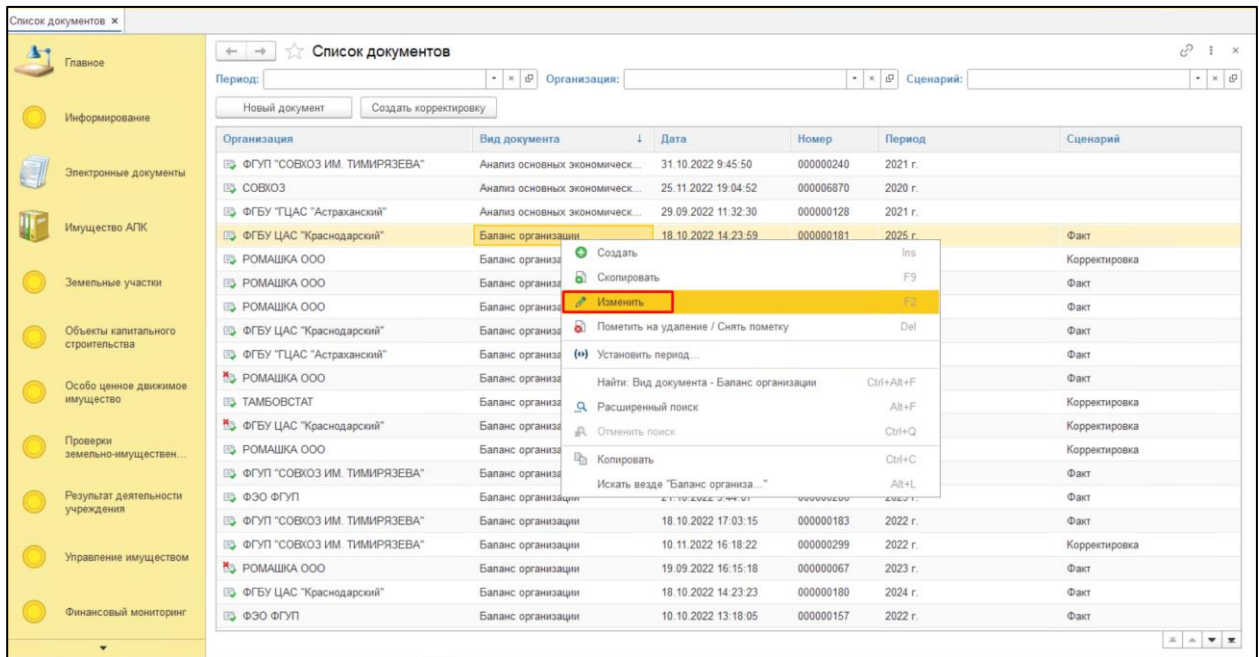 Список документов ×
Главное
Информирование
Электронные документы
Имущество АПК
Земельные участки
Объекты капитального
строительства
Особо ценное движимое
имущество
Проверки
земельно-имуществен...
Результат деятельности
учреждения
Управление имуществом
Финансовый мониторинг
Список документов
Период: Организация: Сценарий:
Новый документ Создать корректировку
Организация Вид документа ↓ Дата Номер Период Сценарий
ФГУП "СОВХОЗ ИМ. ТИМИРЯЗЕВА" Анализ основных экономическ... 31.10.2022 9:45:50 000000240 2021 г.
СОВХОЗ Анализ основных экономическ... 25.11.2022 19:04:52 000006870 2020 г.
ФГБУ "ГЦАС "Астраханский" Анализ основных экономическ... 29.09.2022 11:32:30 000000128 2021 г.
ФГБУ ЦАС "Краснодарский" Баланс организации 18.10.2022 14:23:59 000000181 2025 г. Факт
РОМАШКА ООО Баланс организа Корректировка
РОМАШКА ООО Баланс организа Факт
РОМАШКА ООО Баланс организа Факт
ФГБУ ЦАС "Краснодарский" Баланс организа Факт
ФГБУ "ГЦАС "Астраханский" Баланс организа Факт
РОМАШКА ООО Баланс организа Факт
ТАМБОВСТАТ Баланс организа Корректировка
ФГБУ ЦАС "Краснодарский" Баланс организа Корректировка
РОМАШКА ООО Баланс организа Корректировка
ФГУП "СОВХОЗ ИМ. ТИМИРЯЗЕВА" Баланс организа Факт
ФЭО ФГУП Баланс организации Факт
ФГУП "СОВХОЗ ИМ. ТИМИРЯЗЕВА" Баланс организации 18.10.2022 17:03:15 000000183 2022 г. Факт
ФГУП "СОВХОЗ ИМ. ТИМИРЯЗЕВА" Баланс организации 10.11.2022 16:18:22 000000299 2022 г. Корректировка
РОМАШКА ООО Баланс организации 19.09.2022 16:15:18 000000067 2023 г. Факт
ФГБУ ЦАС "Краснодарский" Баланс организации 18.10.2022 14:23:23 000000180 2024 г. Факт
ФЭО ФГУП Баланс организации 10.10.2022 13:18:05 000000157 2022 г. Факт
Создать Ins
Скопировать F9
Изменить F2
Пометить на удаление / Снять пометку Del
Установить период...
Найти: Вид документа - Баланс организации Ctrl+Alt+F
Расширенный поиск Alt+F
Отменить поиск Ctrl+Q
Копировать Ctrl+C
Искать везде "Баланс организа..." Alt+L